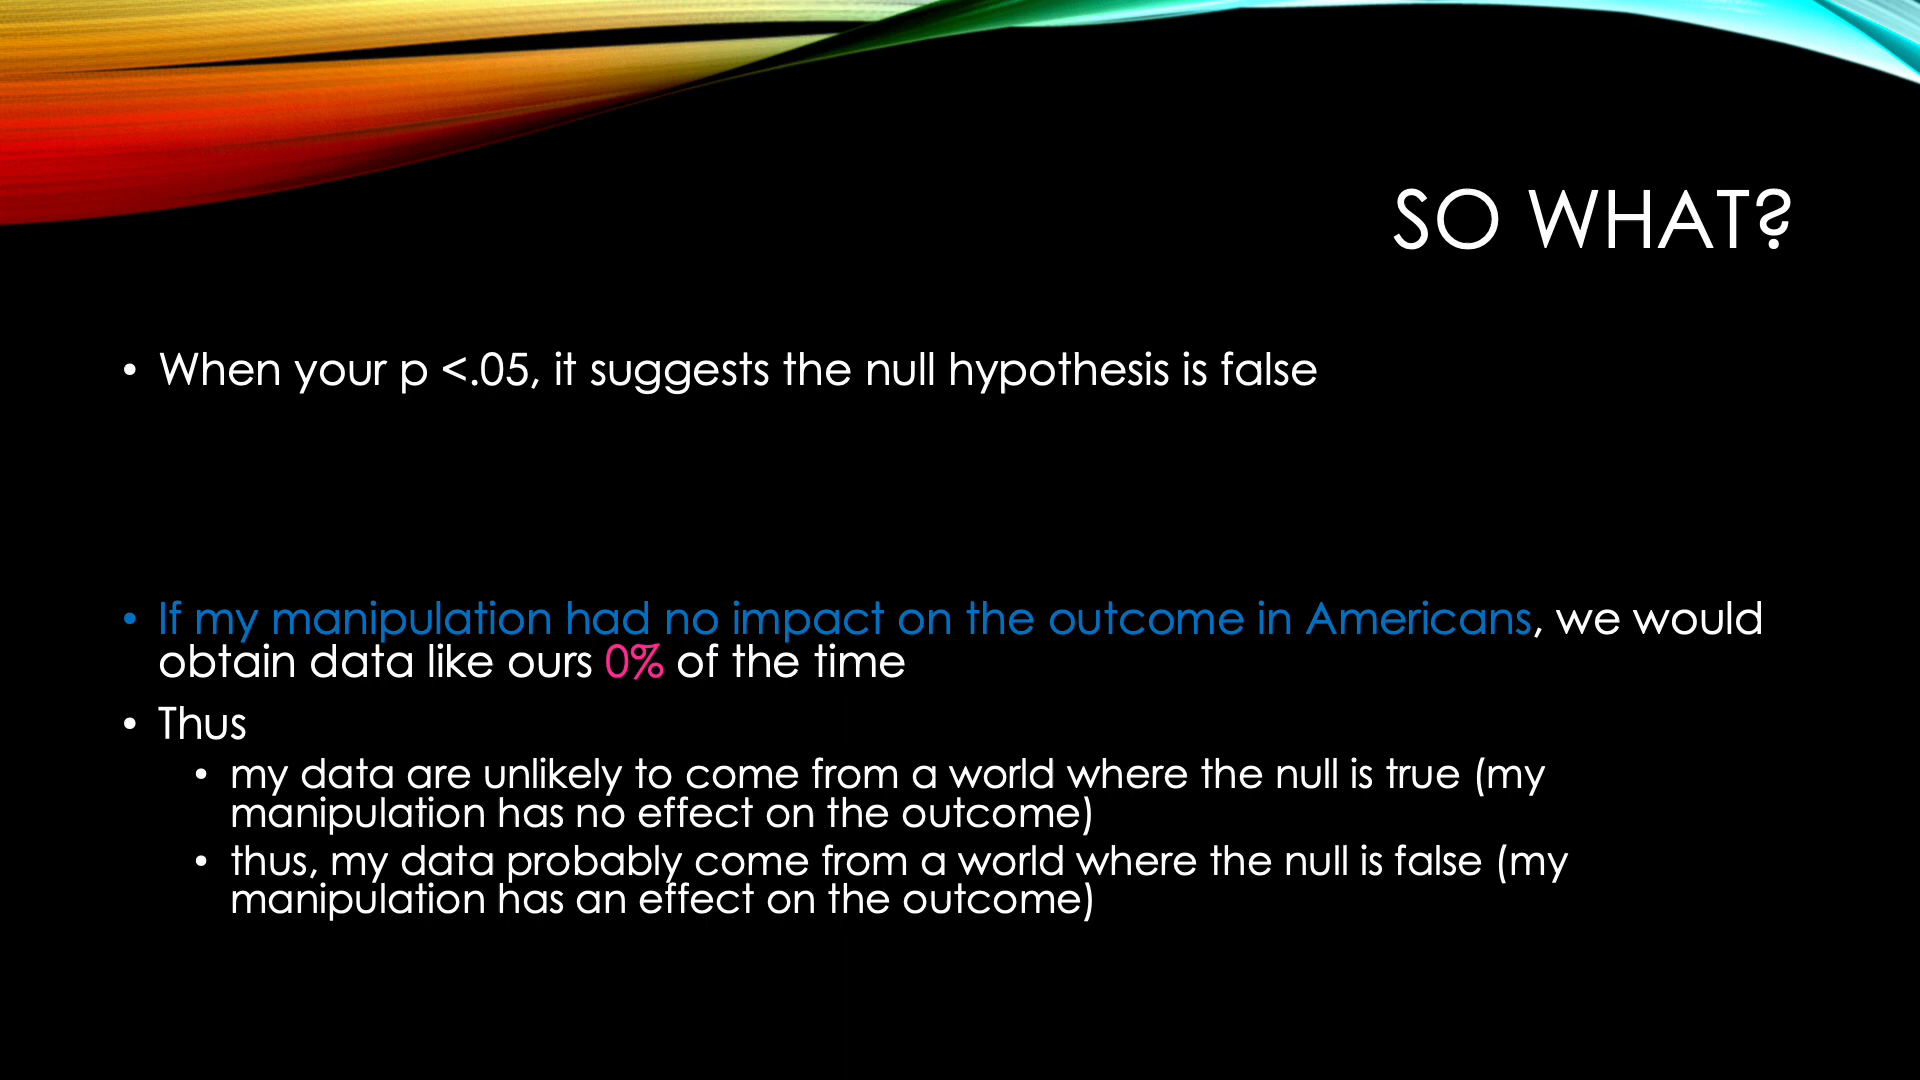 SO WHAT?
• When your p <.05, it suggests the null hypothesis is false
• If my manipulation had no impact on the outcome in Americans, we would
obtain data like ours 0% of the time
• Thus
• my data are unlikely to come from a world where the null is true (my
manipulation has no effect on the outcome)
• thus, my data probably come from a world where the null is false (my
manipulation has an effect on the outcome)